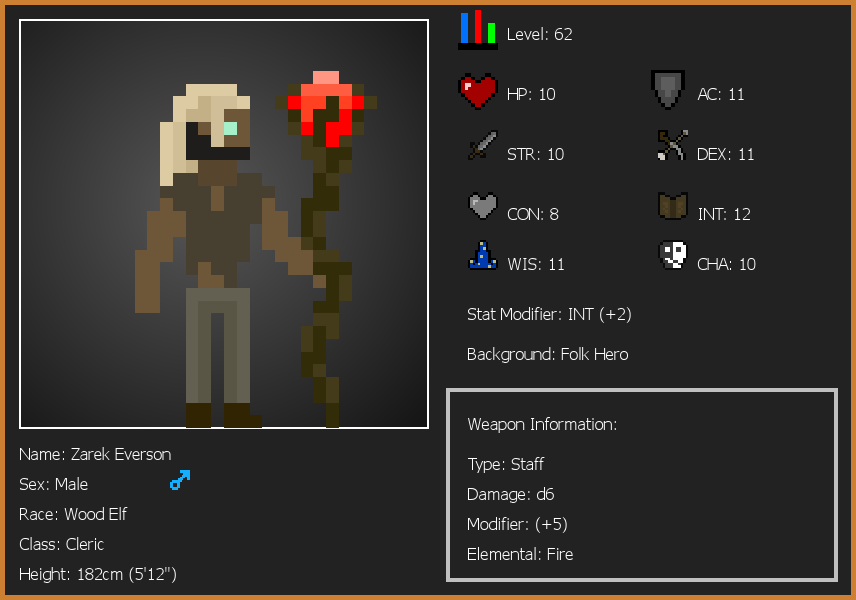 Level: 62
HP: 10
AC: 11
STR: 10
DEX: 11
CON: 8
INT: 12
WIS: 11
CHA: 10
Stat Modifier: INT (+2)
Background: Folk Hero
Weapon Information:
Type: Staff
Damage: d6
Modifier: (+5)
Elemental: Fire
Name: Zarek Everson
Sex: Male
Race: Wood Elf
Class: Cleric
Height: 182cm (5'12")